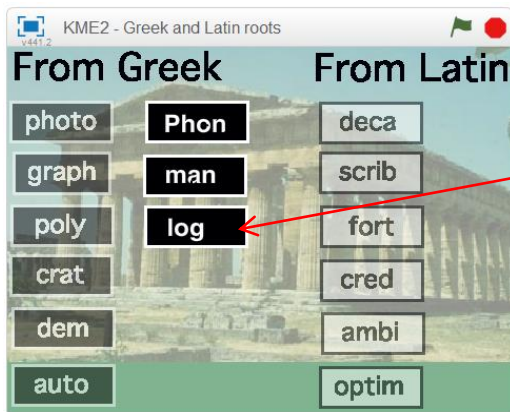 KME2 - Greek and Latin roots
v441.2
From Greek From Latin
photo Phon deca
graph man scrib
poly log fort
crat cred
dem ambi
auto optim